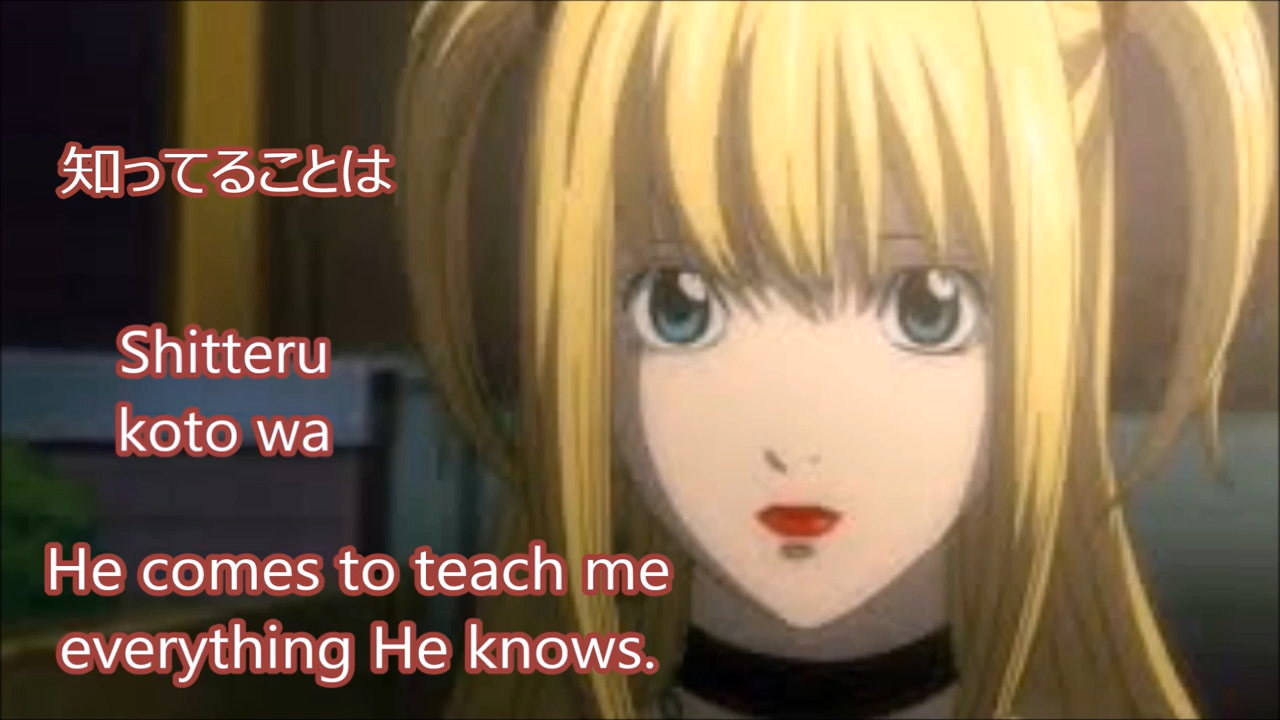 知ってることは
Shitteru
koto wa
He comes to teach me
everything He knows.